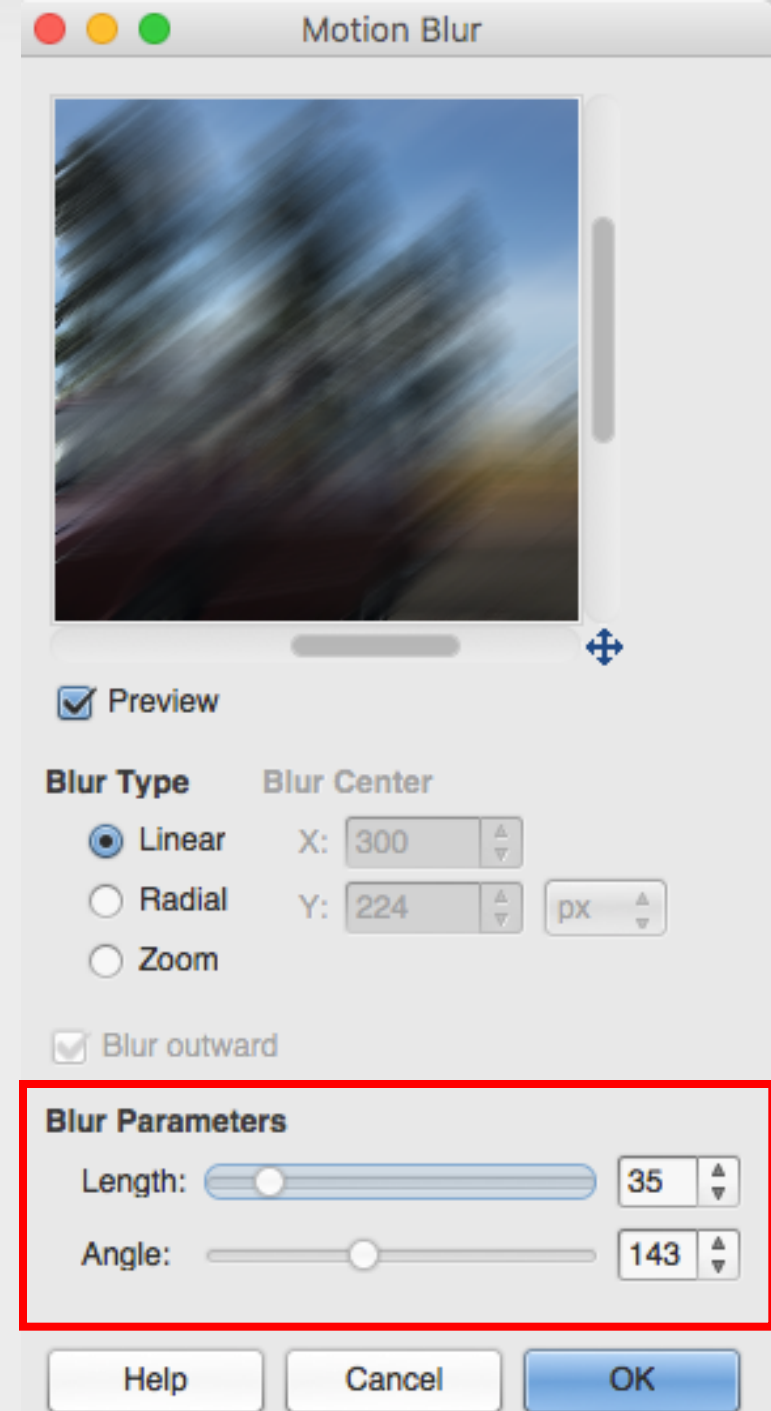 Motion Blur
Preview
Blur Type Blur Center
Linear X: 300
Radial Y: 224 px
Zoom
Blur outward
Blur Parameters
Length: 35
Angle: 143
Help Cancel OK